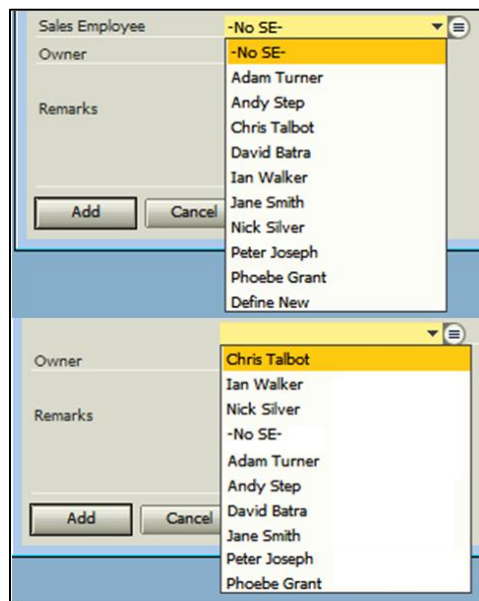 Sales Employee -No SE-
Owner -No SE-
Adam Turner
Andy Step
Remarks Chris Talbot
David Batra
Ian Walker
Jane Smith
Add Cancel Nick Silver
Peter Joseph
Phoebe Grant
Define New
Owner Chris Talbot
Ian Walker
Remarks Nick Silver
-No SE-
Adam Turner
Andy Step
Add Cancel David Batra
Jane Smith
Peter Joseph
Phoebe Grant